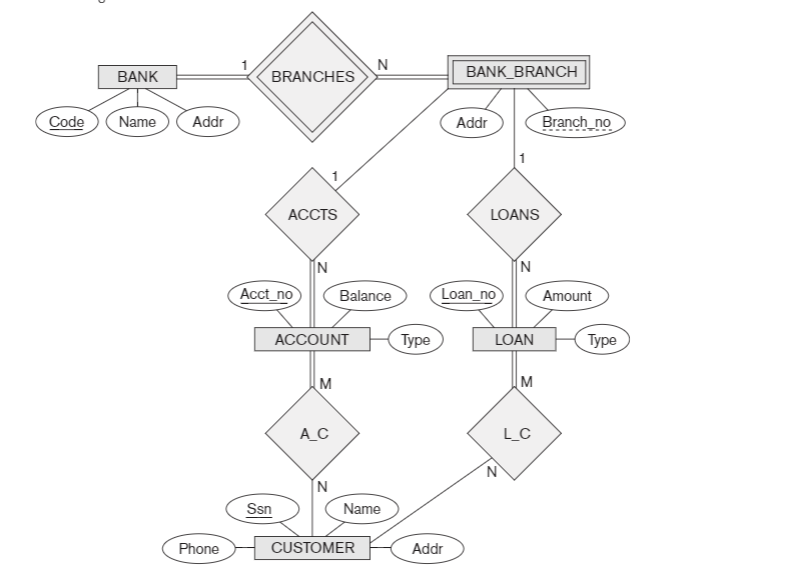 1 N
BANK BRANCHES BANK_BRANCH
Code Name Addr Addr Branch_no
1 1
ACCTS LOANS
N N
Acct_no Balance Loan_no Amount
ACCOUNT Type LOAN Type
M M
A_C L_C
N N
Ssn Name
Phone CUSTOMER Addr